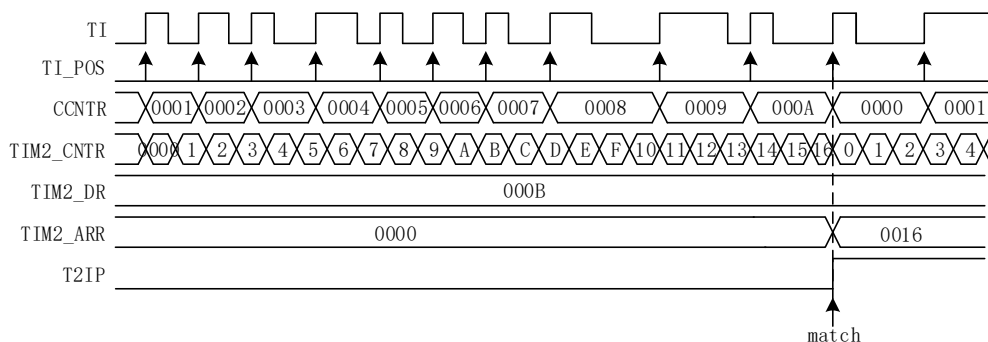 TI
TI_POS
CCNTR 0001 0002 0003 0004 0005 0006 0007 0008 0009 000A 0000 0001
TIM2_CNTR 0000 1 2 3 4 5 6 7 8 9 A B C D E F 10 11 12 13 14 15 16 0 1 2 3 4
TIM2_DR 000B
TIM2_ARR 0000 0016
T2IP
match